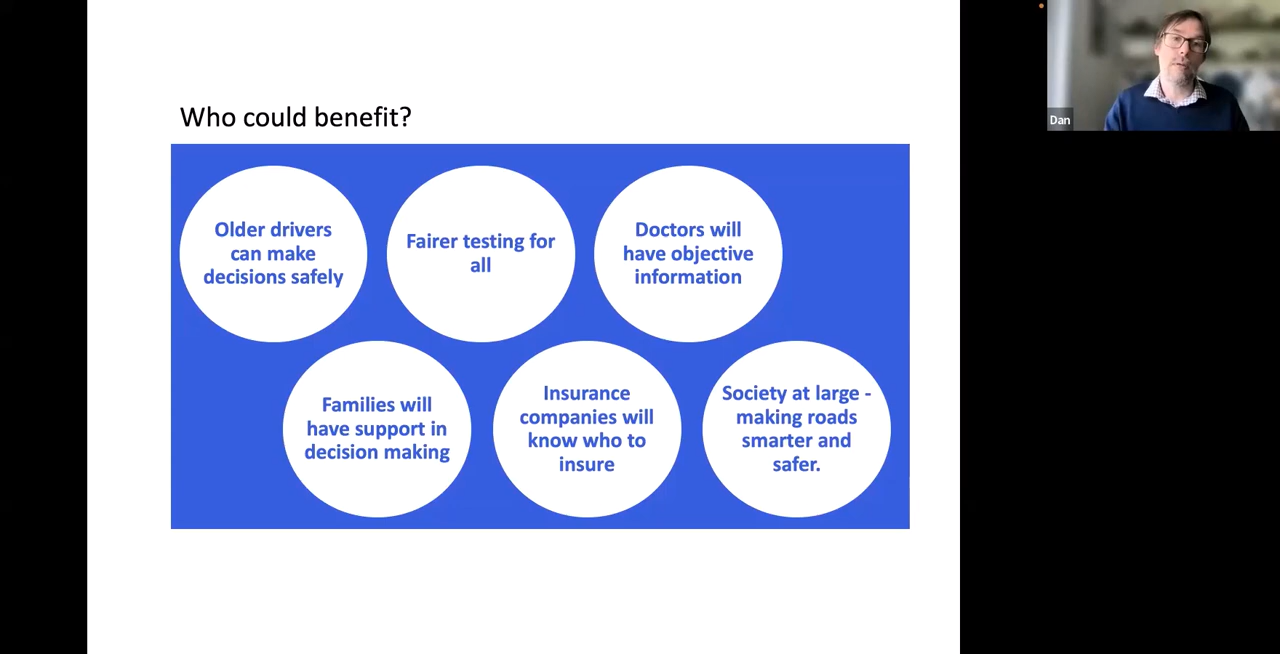 Who could benefit?
Older drivers
can make
decisions safely
Fairer testing for
all
Doctors will
have objective
information
Families will
have support in
decision making
Insurance
companies will
know who to
insure
Society at large -
making roads
smarter and
safer.
Dan